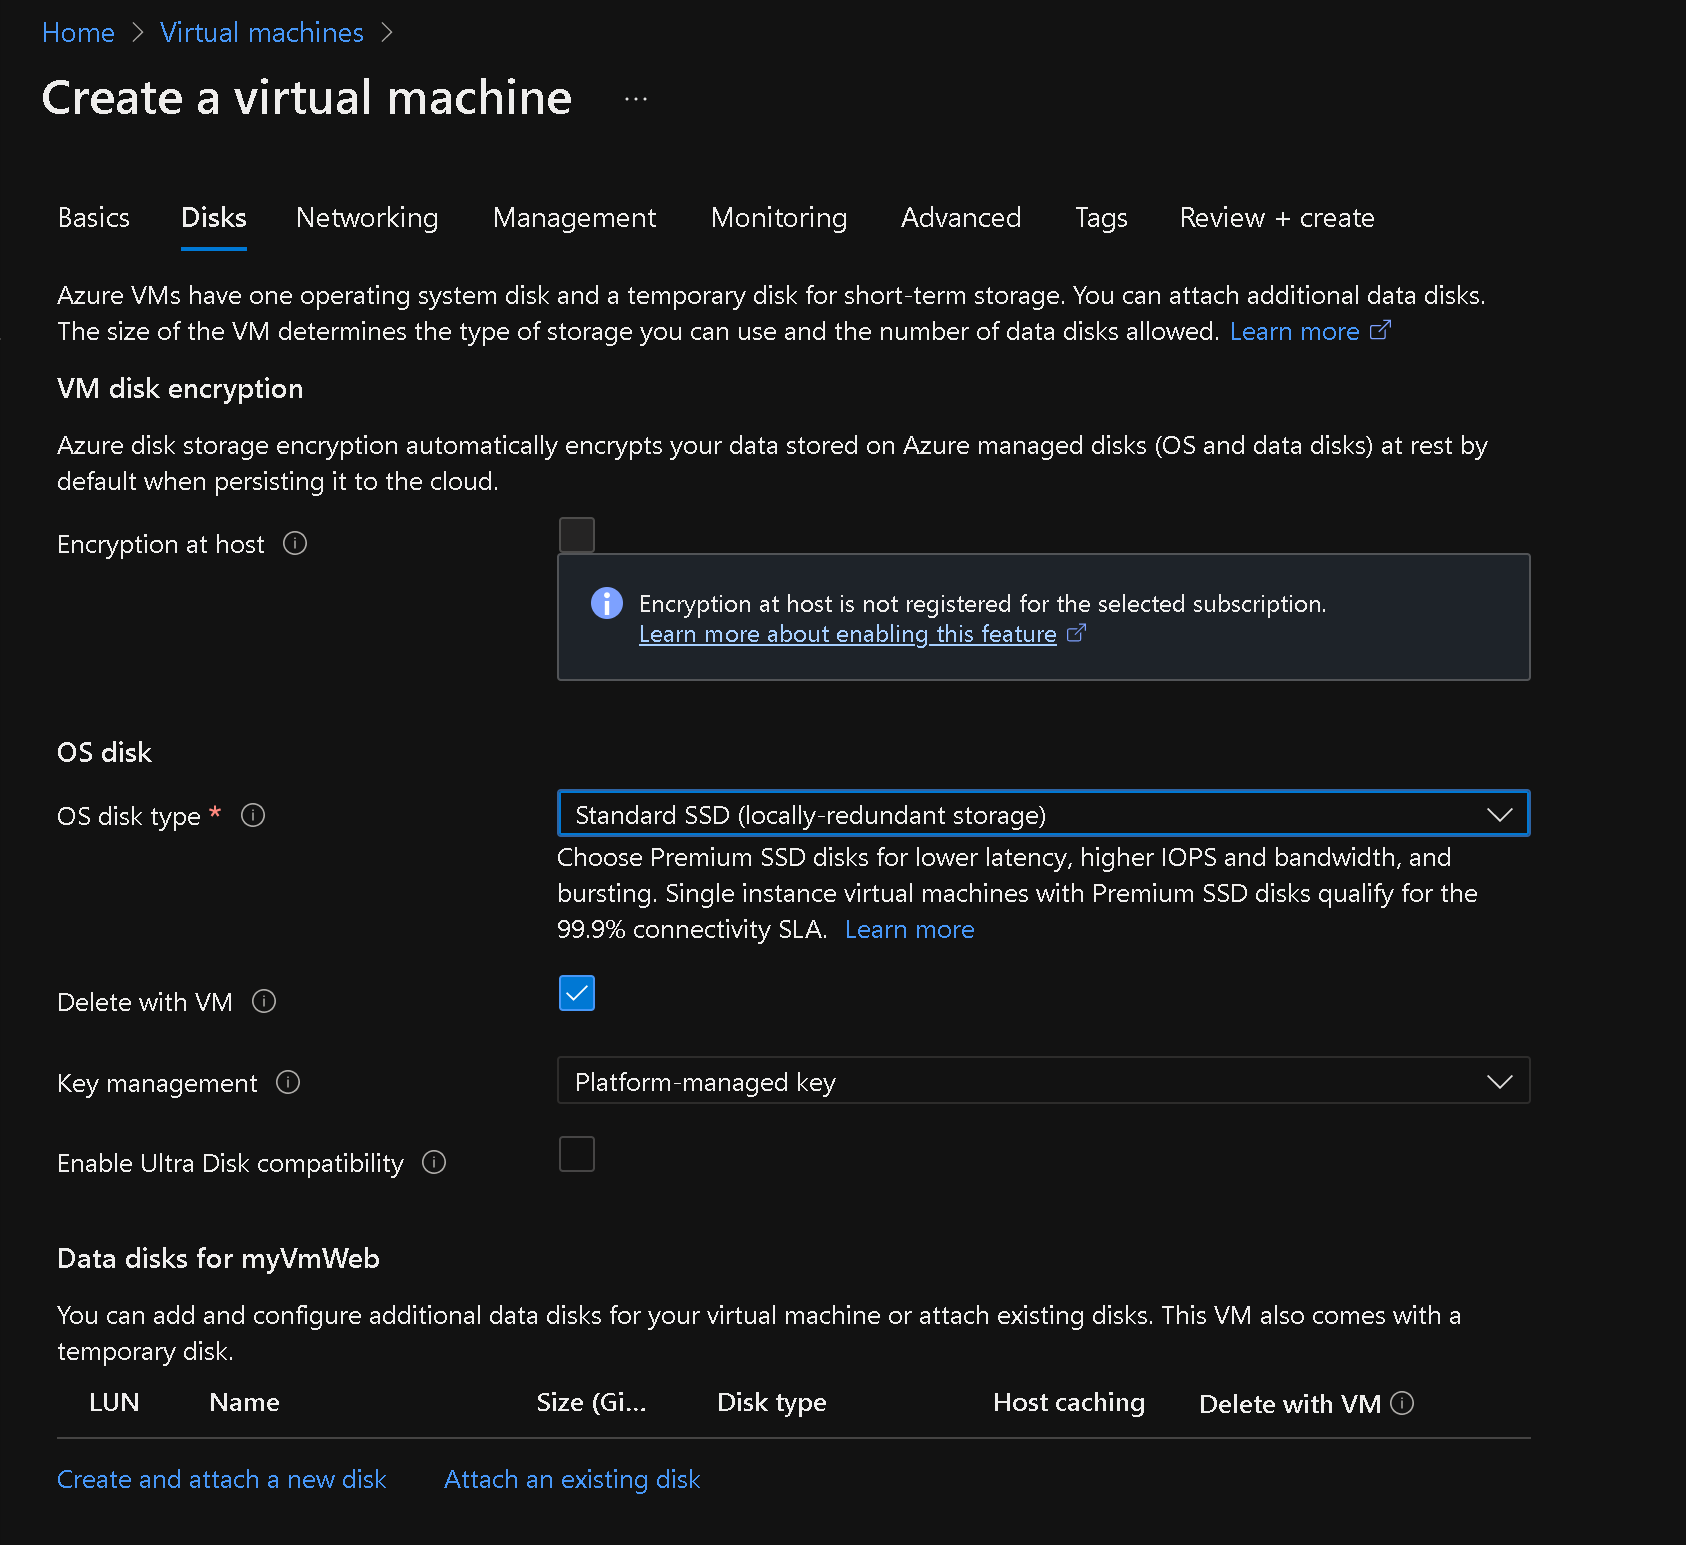 Home > Virtual machines >
Create a virtual machine ...
Basics Disks Networking Management Monitoring Advanced Tags Review + create
Azure VMs have one operating system disk and a temporary disk for short-term storage. You can attach additional data disks.
The size of the VM determines the type of storage you can use and the number of data disks allowed. Learn more
VM disk encryption
Azure disk storage encryption automatically encrypts your data stored on Azure managed disks (OS and data disks) at rest by
default when persisting it to the cloud.
Encryption at host
Encryption at host is not registered for the selected subscription.
Learn more about enabling this feature
OS disk
OS disk type * Standard SSD (locally-redundant storage)
Choose Premium SSD disks for lower latency, higher IOPS and bandwidth, and
bursting. Single instance virtual machines with Premium SSD disks qualify for the
99.9% connectivity SLA. Learn more
Delete with VM
Key management Platform-managed key
Enable Ultra Disk compatibility
Data disks for myVmWeb
You can add and configure additional data disks for your virtual machine or attach existing disks. This VM also comes with a
temporary disk.
LUN Name Size (Gi... Disk type Host caching Delete with VM
Create and attach a new disk Attach an existing disk